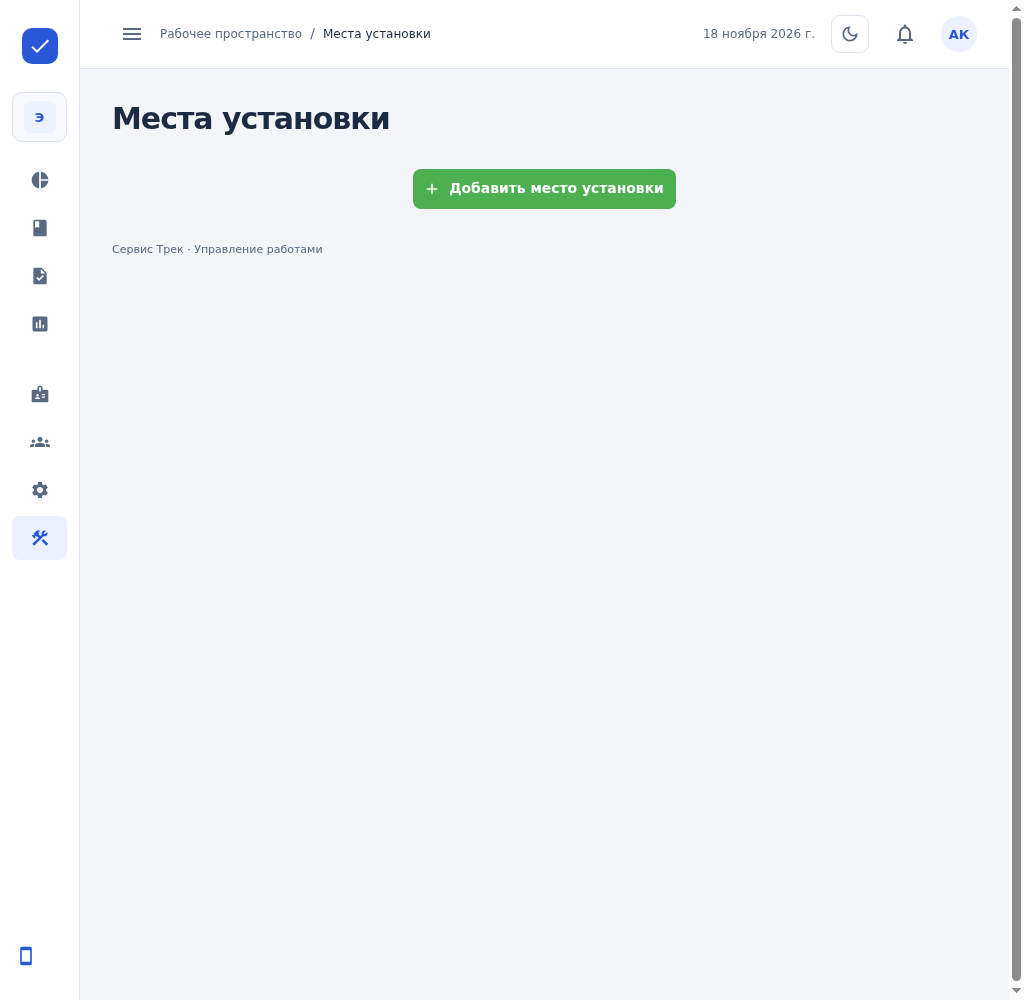 Рабочее пространство / Места установки
18 ноября 2026 г.
АК
Э
Места установки
+ Добавить место установки
Сервис Трек · Управление работами